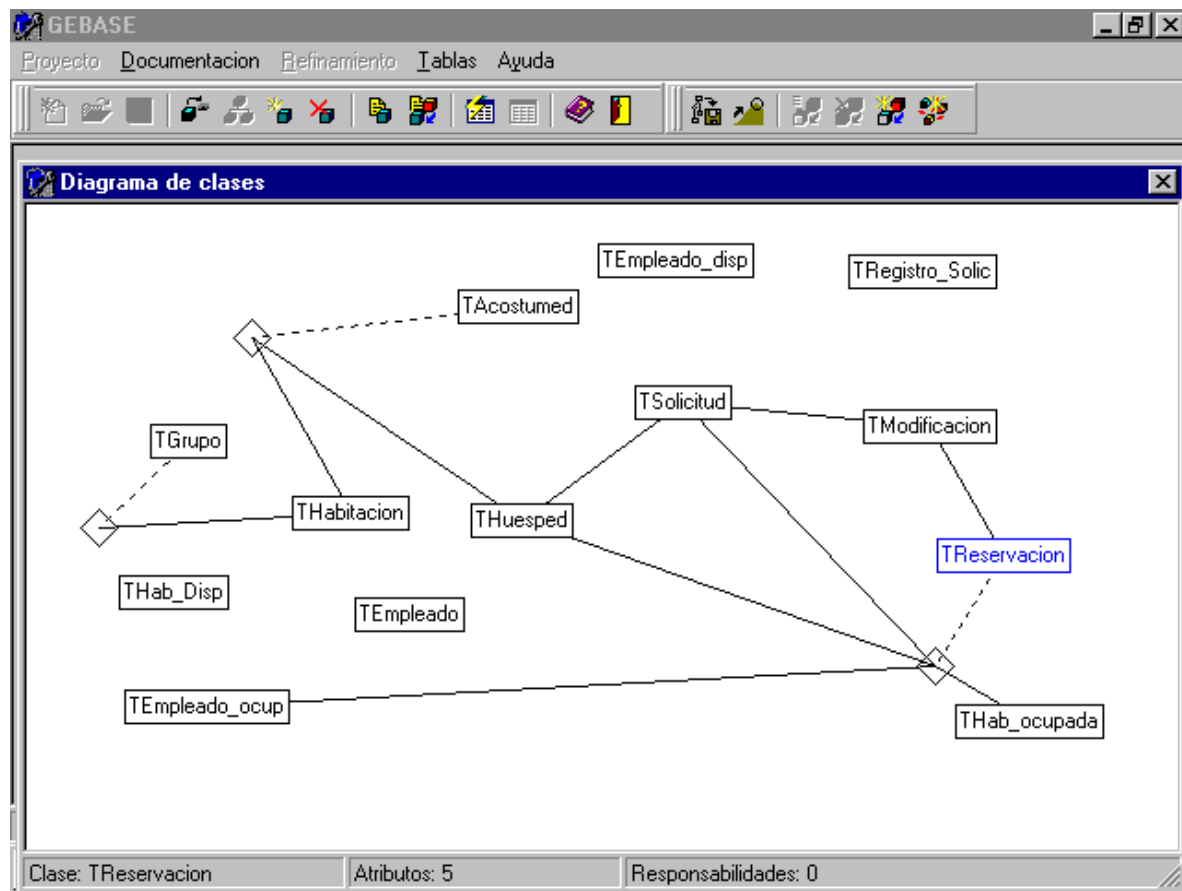 GEBASE
Proyecto Documentacion Refinamiento Tablas Ayuda
Diagrama de clases
TEmpleado_disp
TRegistro_Solic
TAcostumed
TSolicitud
TModificacion
TGrupo
THabitacion
THuesped
TReservacion
THab_Disp
TEmpleado
TEmpleado_ocup
THab_ocupada
Clase: TReservacion Atributos: 5 Responsabilidades: 0